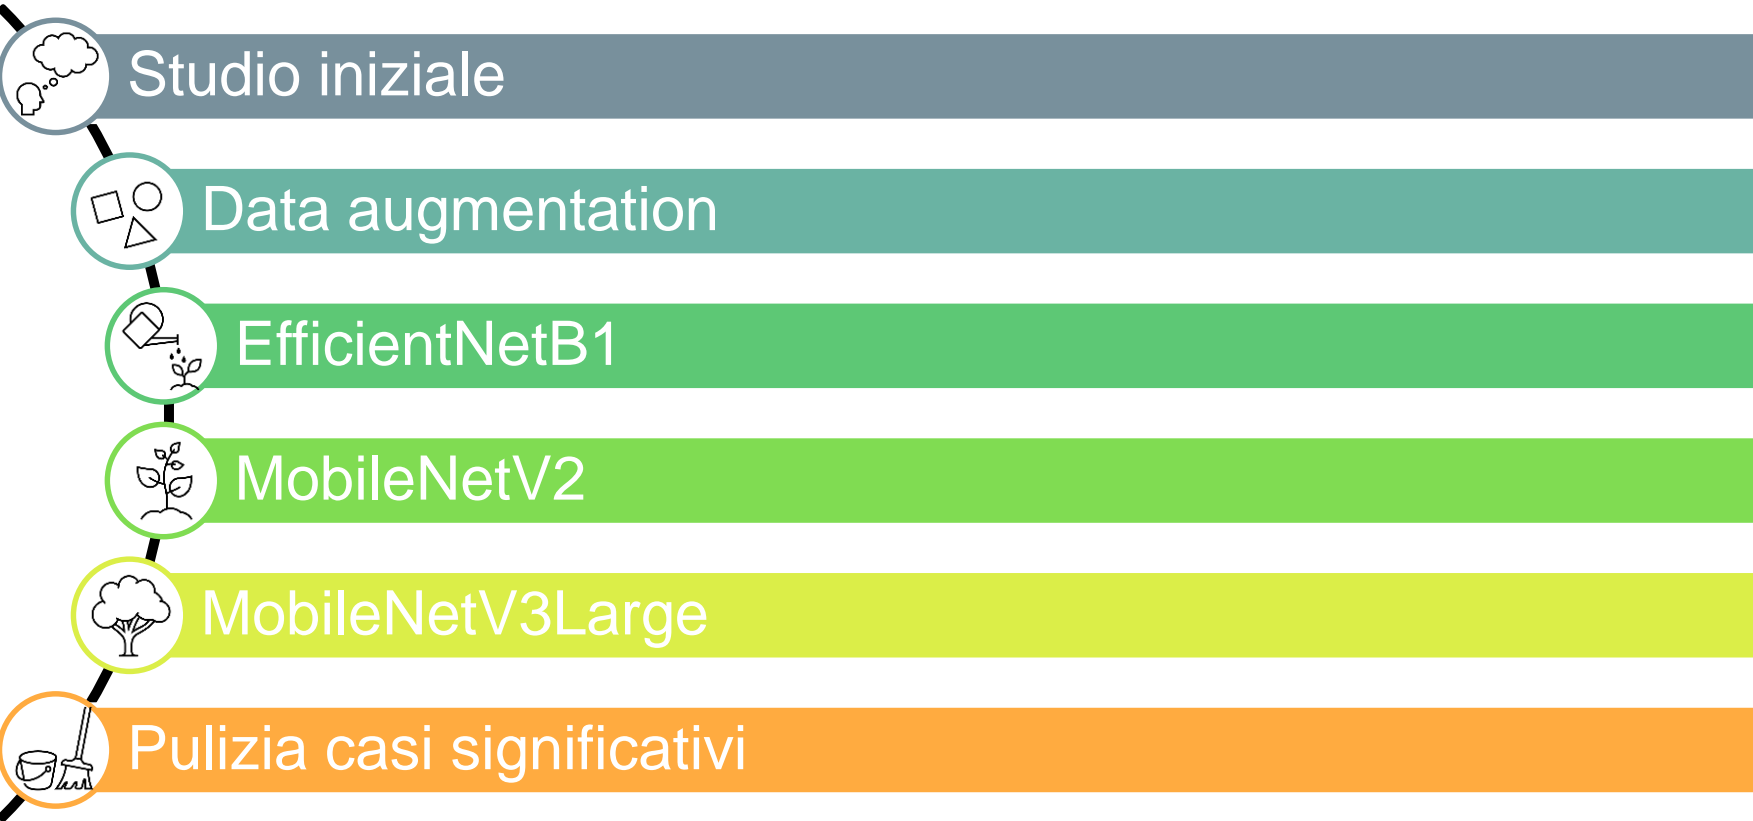 Studio iniziale
Data augmentation
EfficientNetB1
MobileNetV2
MobileNetV3Large
Pulizia casi significativi